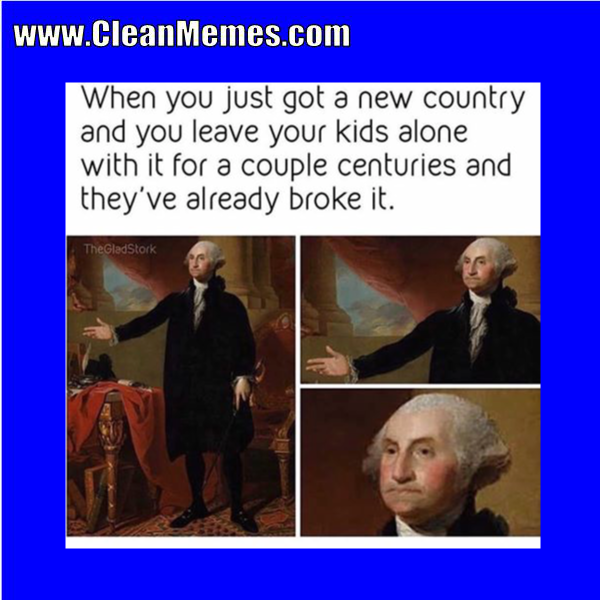 www.CleanMemes.com
When you just got a new country
and you leave your kids alone
with it for a couple centuries and
they've already broke it.
TheGladStork